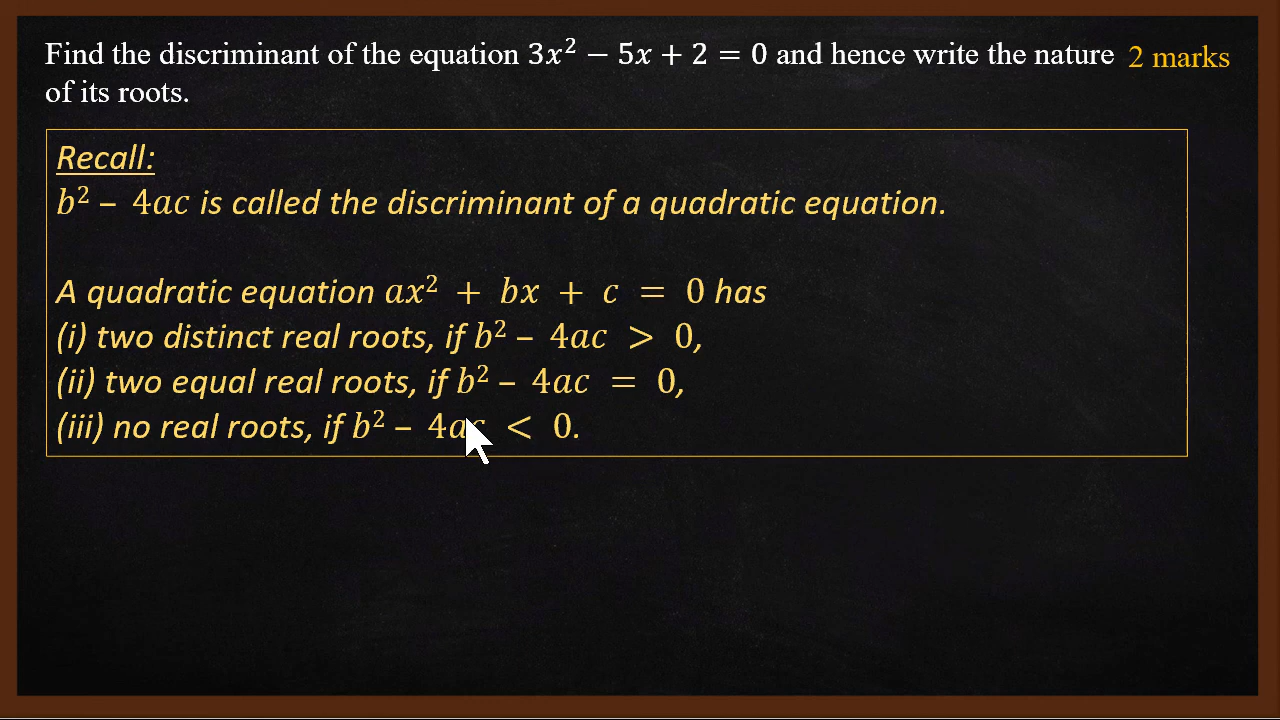 Find the discriminant of the equation 3x² − 5x + 2 = 0 and hence write the nature 2 marks
of its roots.
Recall:
b² – 4ac is called the discriminant of a quadratic equation.
A quadratic equation ax² + bx + c = 0 has
(i) two distinct real roots, if b² – 4ac > 0,
(ii) two equal real roots, if b² – 4ac = 0,
(iii) no real roots, if b² – 4ac < 0.